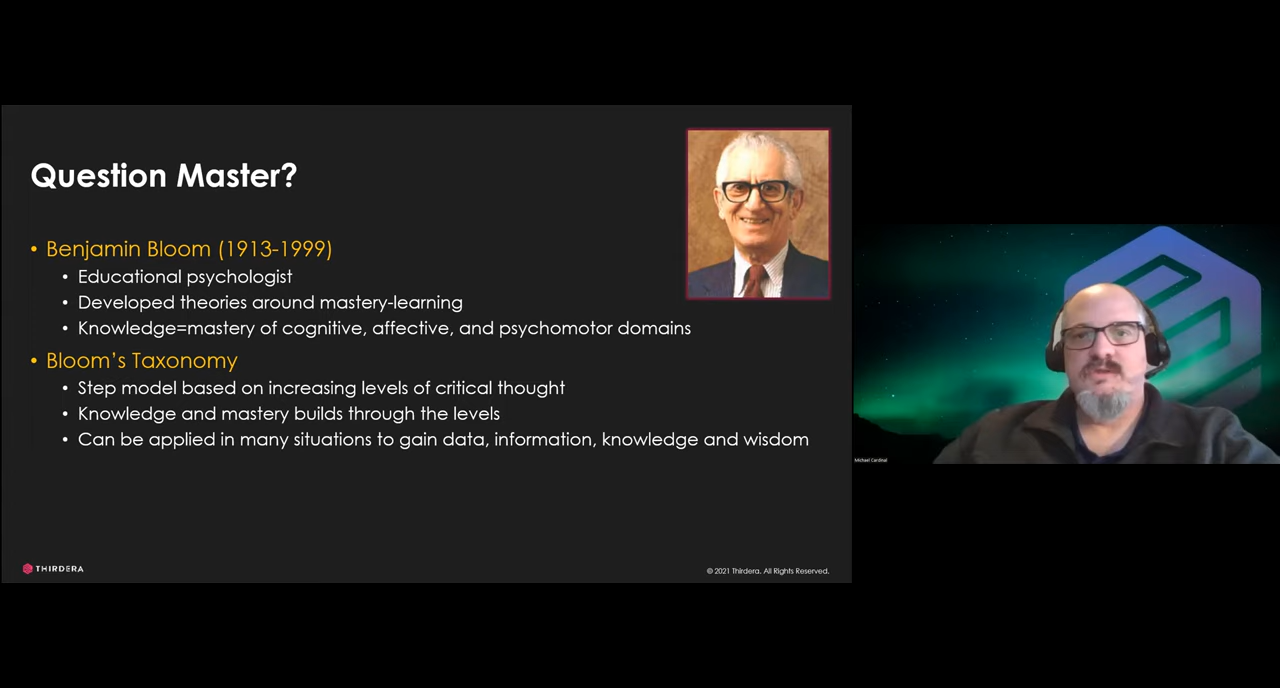 Question Master?
• Benjamin Bloom (1913-1999)
• Educational psychologist
• Developed theories around mastery-learning
• Knowledge=mastery of cognitive, affective, and psychomotor domains
• Bloom’s Taxonomy
• Step model based on increasing levels of critical thought
• Knowledge and mastery builds through the levels
• Can be applied in many situations to gain data, information, knowledge and wisdom
THIRDERA
© 2021 Thirdera. All Rights Reserved.
Michael Cardinal